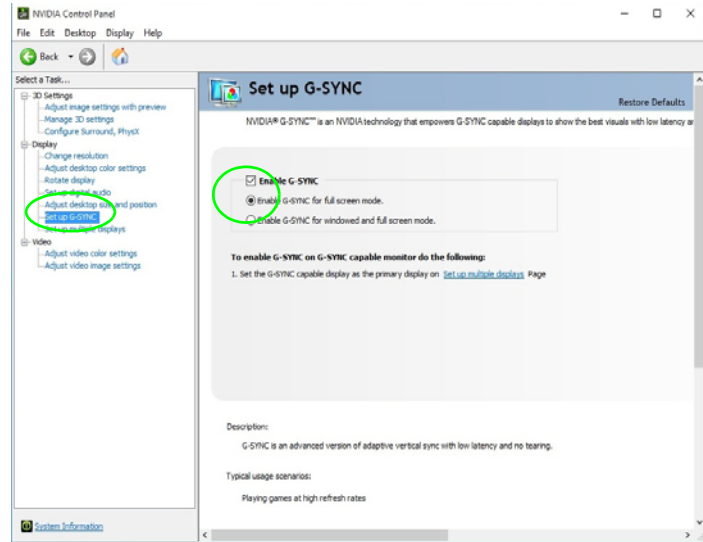 NVIDIA Control Panel
File Edit Desktop Display Help
Back
Select a Task...
3D Settings
Adjust image settings with preview
Manage 3D settings
Configure Surround, PhysX
Display
Change resolution
Adjust desktop color settings
Rotate display
Set up digital audio
Adjust desktop size and position
Set up G-SYNC
Set up multiple displays
Video
Adjust video color settings
Adjust video image settings
System Information
Set up G-SYNC
Restore Defaults
NVIDIA® G-SYNC™ is an NVIDIA technology that empowers G-SYNC capable displays to show the best visuals with low latency ar
Enable G-SYNC
Enable G-SYNC for full screen mode.
Enable G-SYNC for windowed and full screen mode.
To enable G-SYNC on G-SYNC capable monitor do the following:
1. Set the G-SYNC capable display as the primary display on Set up multiple displays Page
Description:
G-SYNC is an advanced version of adaptive vertical sync with low latency and no tearing.
Typical usage scenarios:
Playing games at high refresh rates